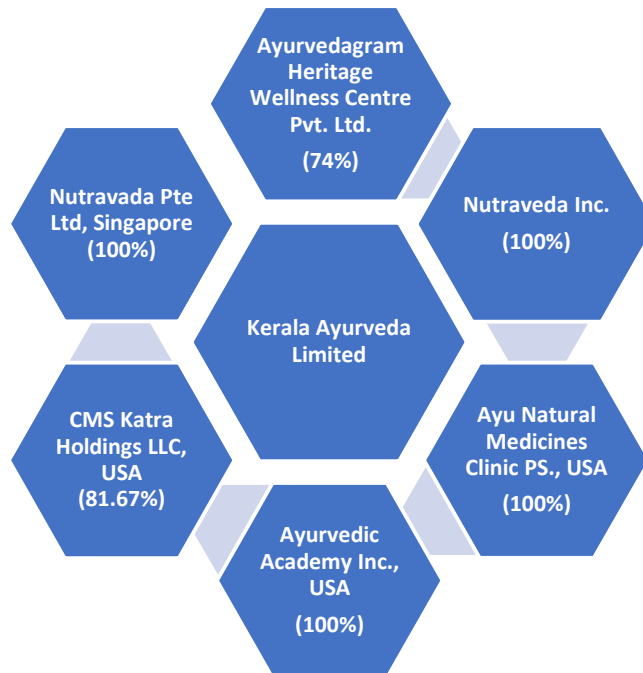 Ayurvedagram
Heritage
Wellness Centre
Pvt. Ltd.
(74%)
Nutravada Pte
Ltd, Singapore
(100%)
Nutraveda Inc.
(100%)
Kerala Ayurveda
Limited
CMS Katra
Holdings LLC,
USA
(81.67%)
Ayu Natural
Medicines
Clinic PS., USA
(100%)
Ayurvedic
Academy Inc.,
USA
(100%)